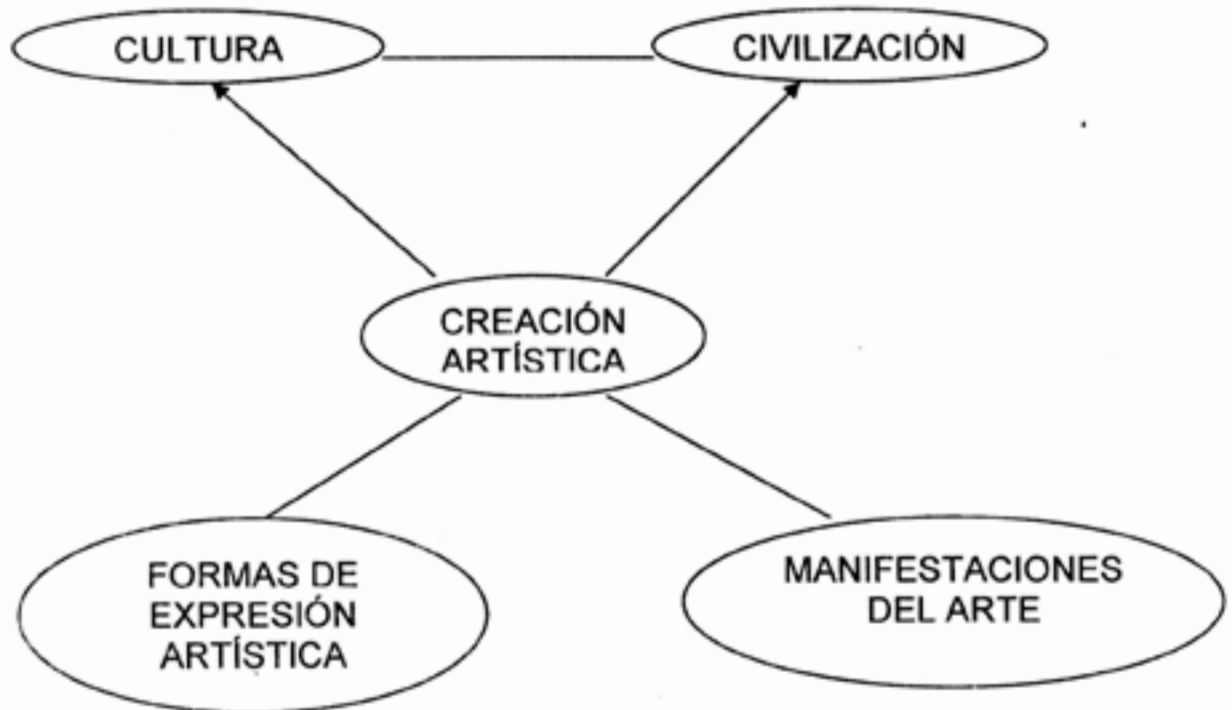 CULTURA
CIVILIZACIÓN
CREACIÓN
ARTÍSTICA
FORMAS DE
EXPRESIÓN
ARTÍSTICA
MANIFESTACIONES
DEL ARTE